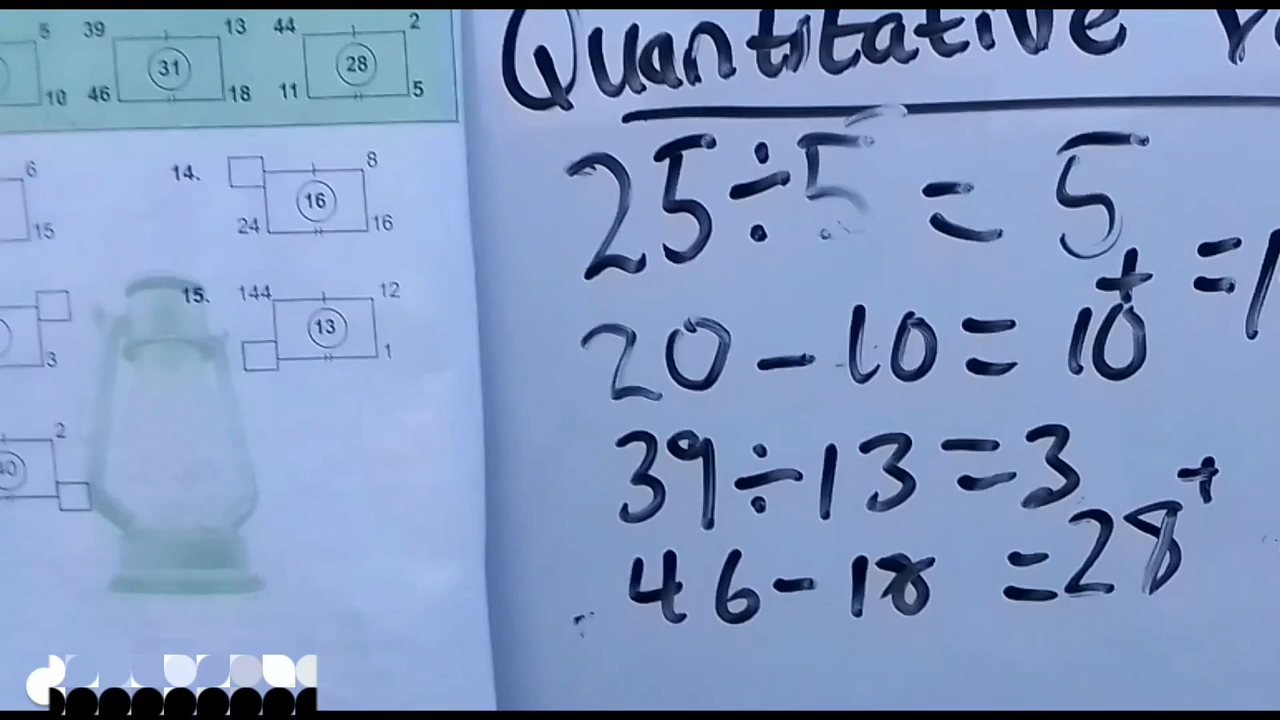 5 39 13 44 2
31 28
10 46 18 11 5
6 14. 8
16
15 24 16
15. 144 12
13
3 1
2
40
Quantitative
25÷5 = 5
+ = 1
20 - 10 = 10
39÷13 = 3
+
46 - 18 = 28